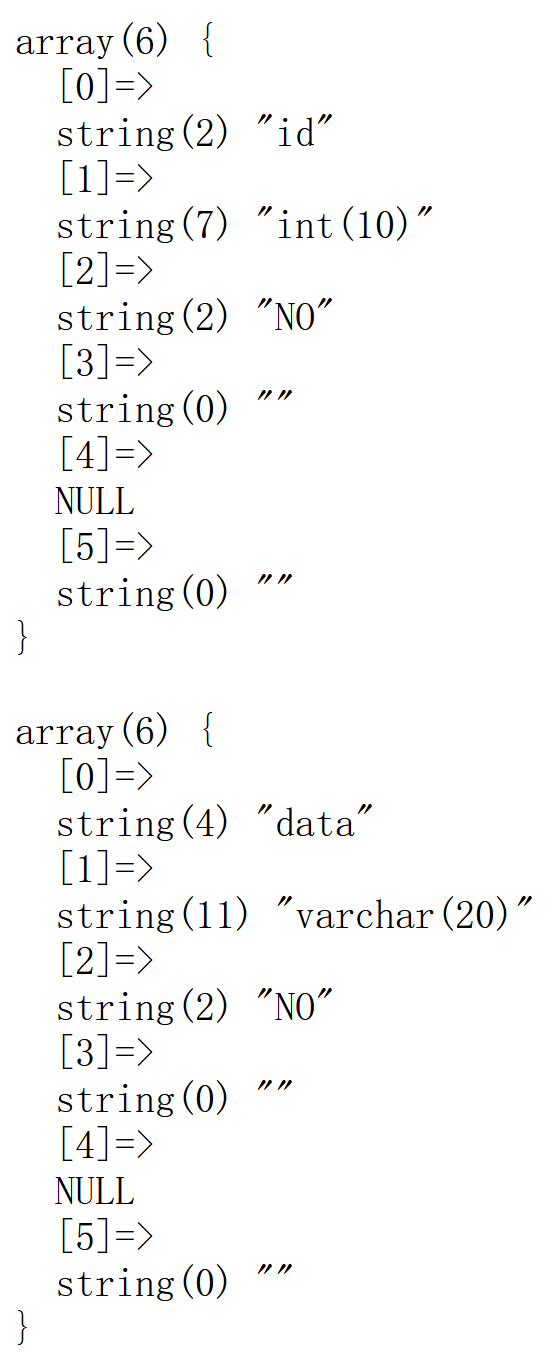 array(6) {
  [0]=>
  string(2) "id"
  [1]=>
  string(7) "int(10)"
  [2]=>
  string(2) "NO"
  [3]=>
  string(0) ""
  [4]=>
  NULL
  [5]=>
  string(0) ""
}

array(6) {
  [0]=>
  string(4) "data"
  [1]=>
  string(11) "varchar(20)"
  [2]=>
  string(2) "NO"
  [3]=>
  string(0) ""
  [4]=>
  NULL
  [5]=>
  string(0) ""
}